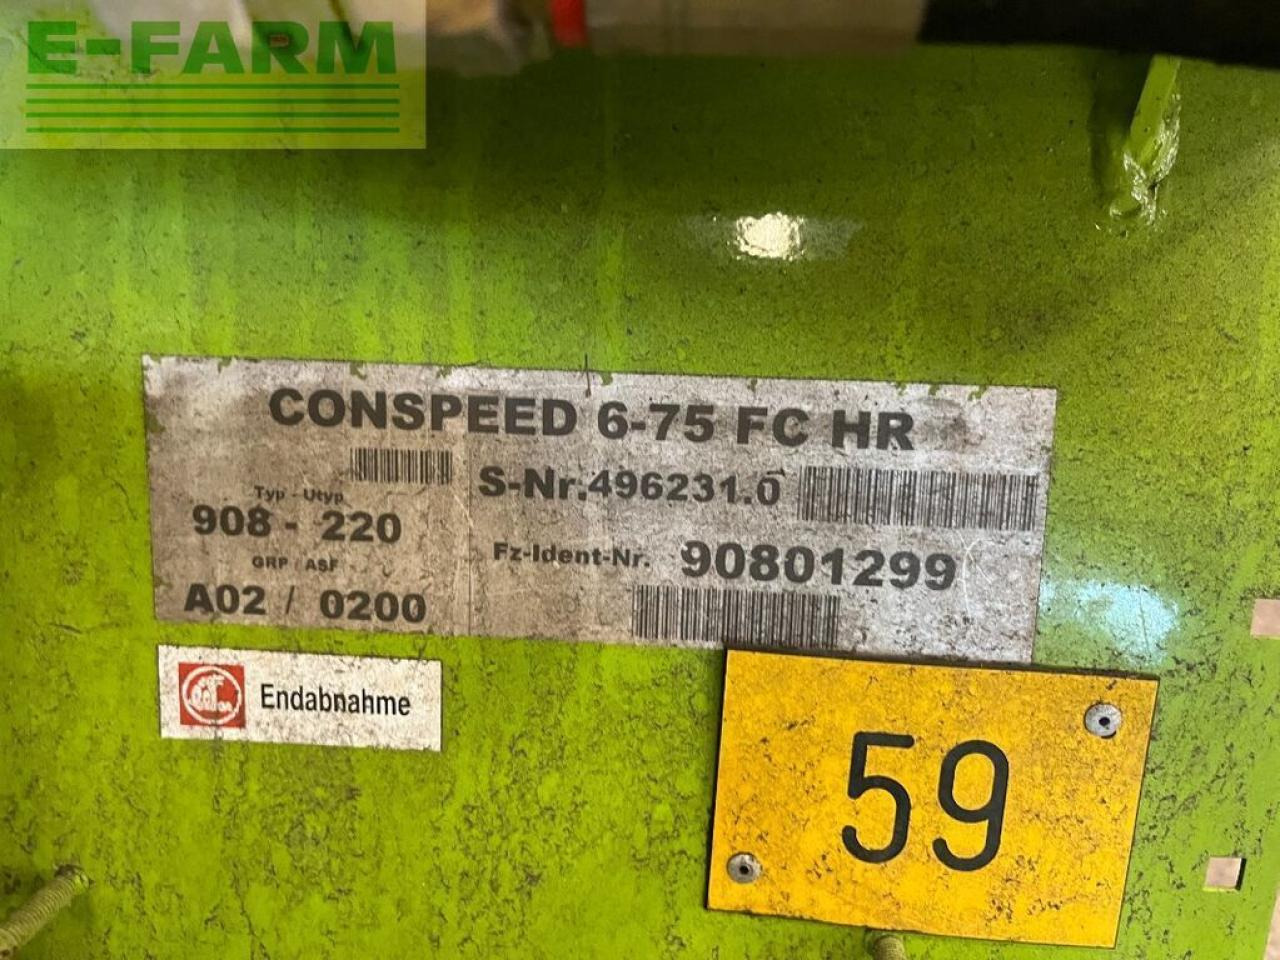 E-FARM
CONSPEED 6-75 FC HR
Typ - Utyp
S-Nr.496231.0
908 - 220
GRP / ASF
Fz-Ident-Nr. 90801299
A02 / 0200
Endabnahme
59